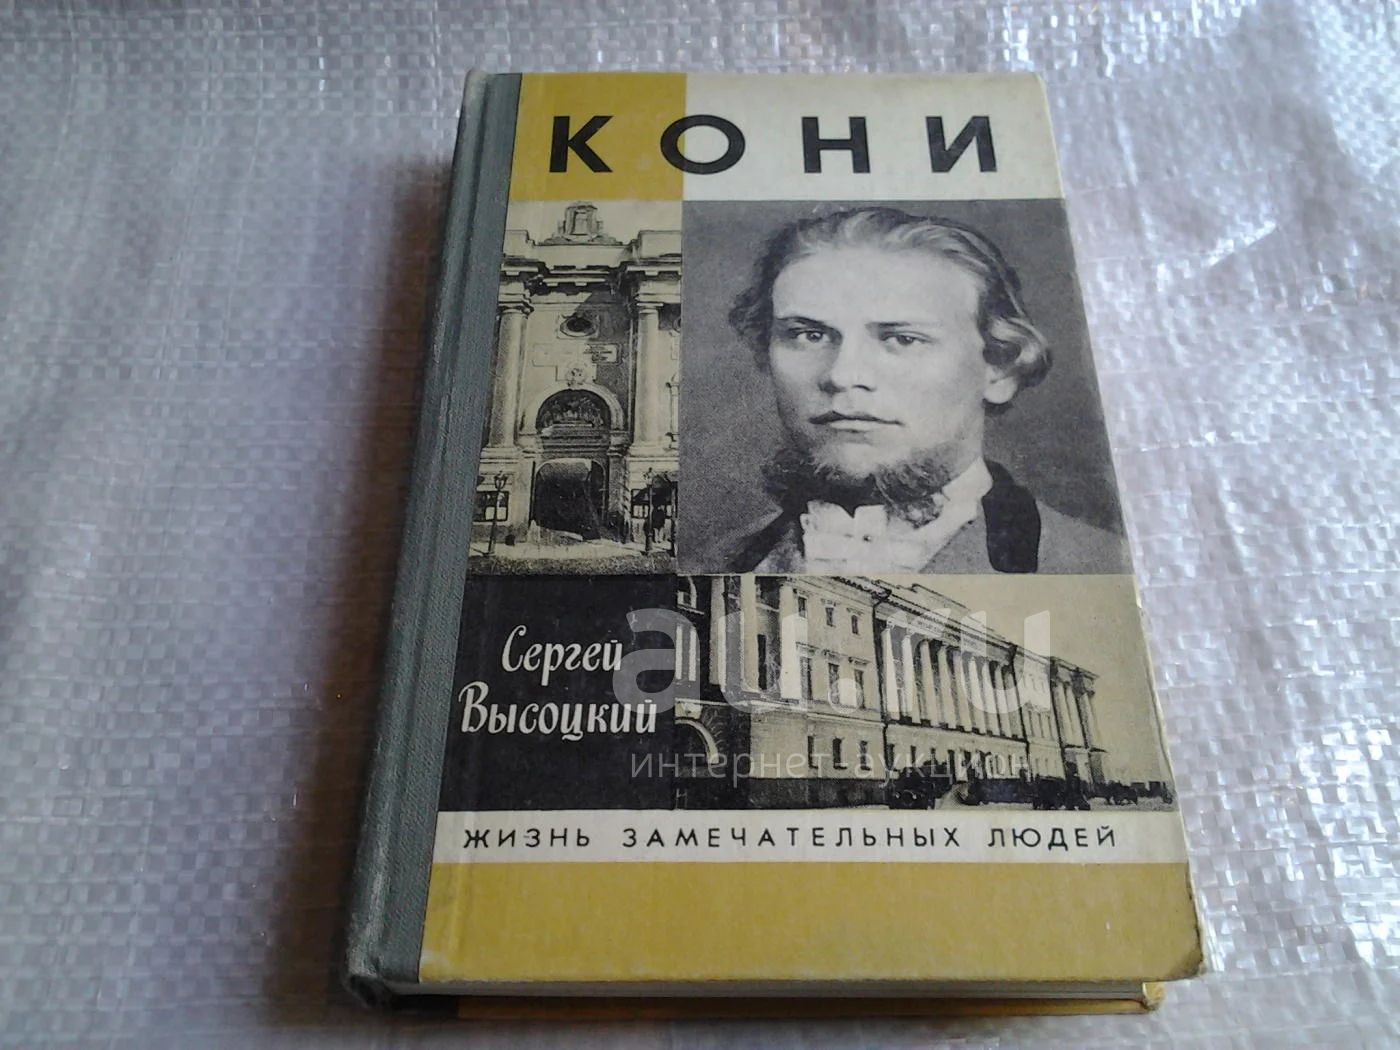 КОНИ
Сергей
Высоцкий
au.ru
интернет-аукцион
ЖИЗНЬ ЗАМЕЧАТЕЛЬНЫХ ЛЮДЕЙ